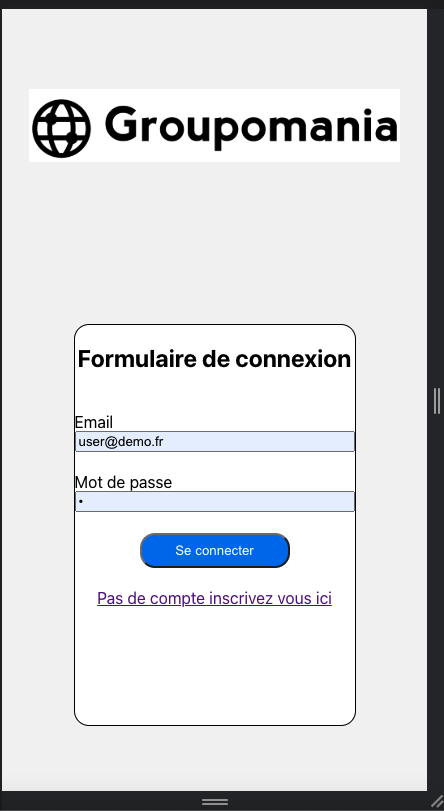 Groupomania
Formulaire de connexion
Email
user@demo.fr
Mot de passe
•
Se connecter
Pas de compte inscrivez vous ici